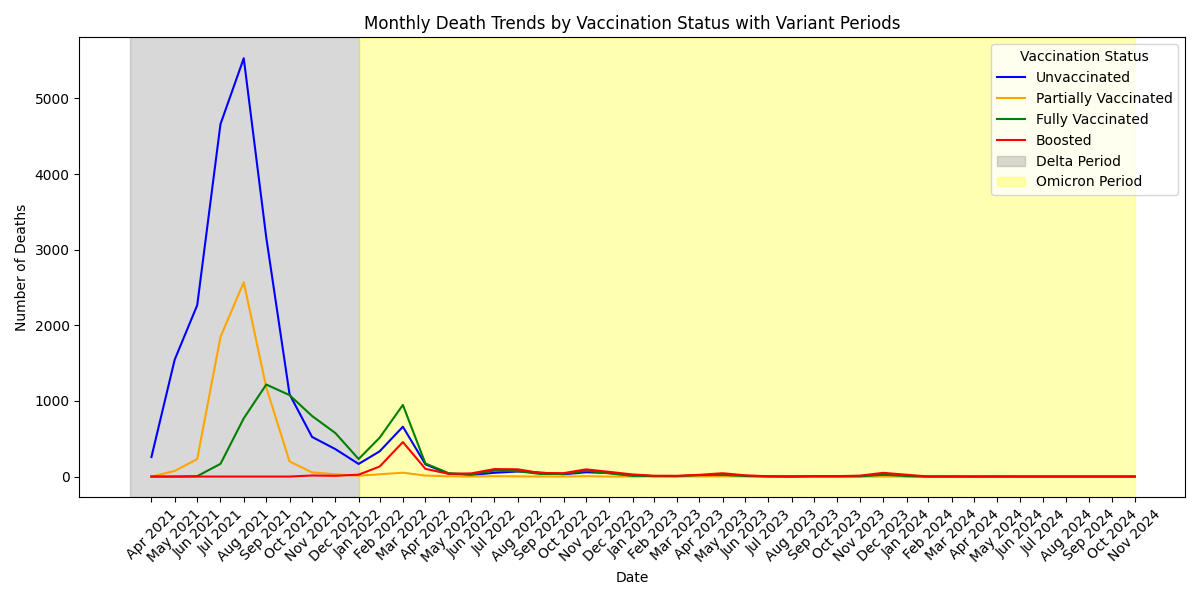 Monthly Death Trends by Vaccination Status with Variant Periods
Number of Deaths
5000
4000
3000
2000
1000
0
Vaccination Status
Unvaccinated
Partially Vaccinated
Fully Vaccinated
Boosted
Delta Period
Omicron Period
Apr 2021
May 2021
Jun 2021
Jul 2021
Aug 2021
Sep 2021
Oct 2021
Nov 2021
Dec 2021
Jan 2022
Feb 2022
Mar 2022
Apr 2022
May 2022
Jun 2022
Jul 2022
Aug 2022
Sep 2022
Oct 2022
Nov 2022
Dec 2022
Jan 2023
Feb 2023
Mar 2023
Apr 2023
May 2023
Jun 2023
Jul 2023
Aug 2023
Sep 2023
Oct 2023
Nov 2023
Dec 2023
Jan 2024
Feb 2024
Mar 2024
Apr 2024
May 2024
Jun 2024
Jul 2024
Aug 2024
Sep 2024
Oct 2024
Nov 2024
Date